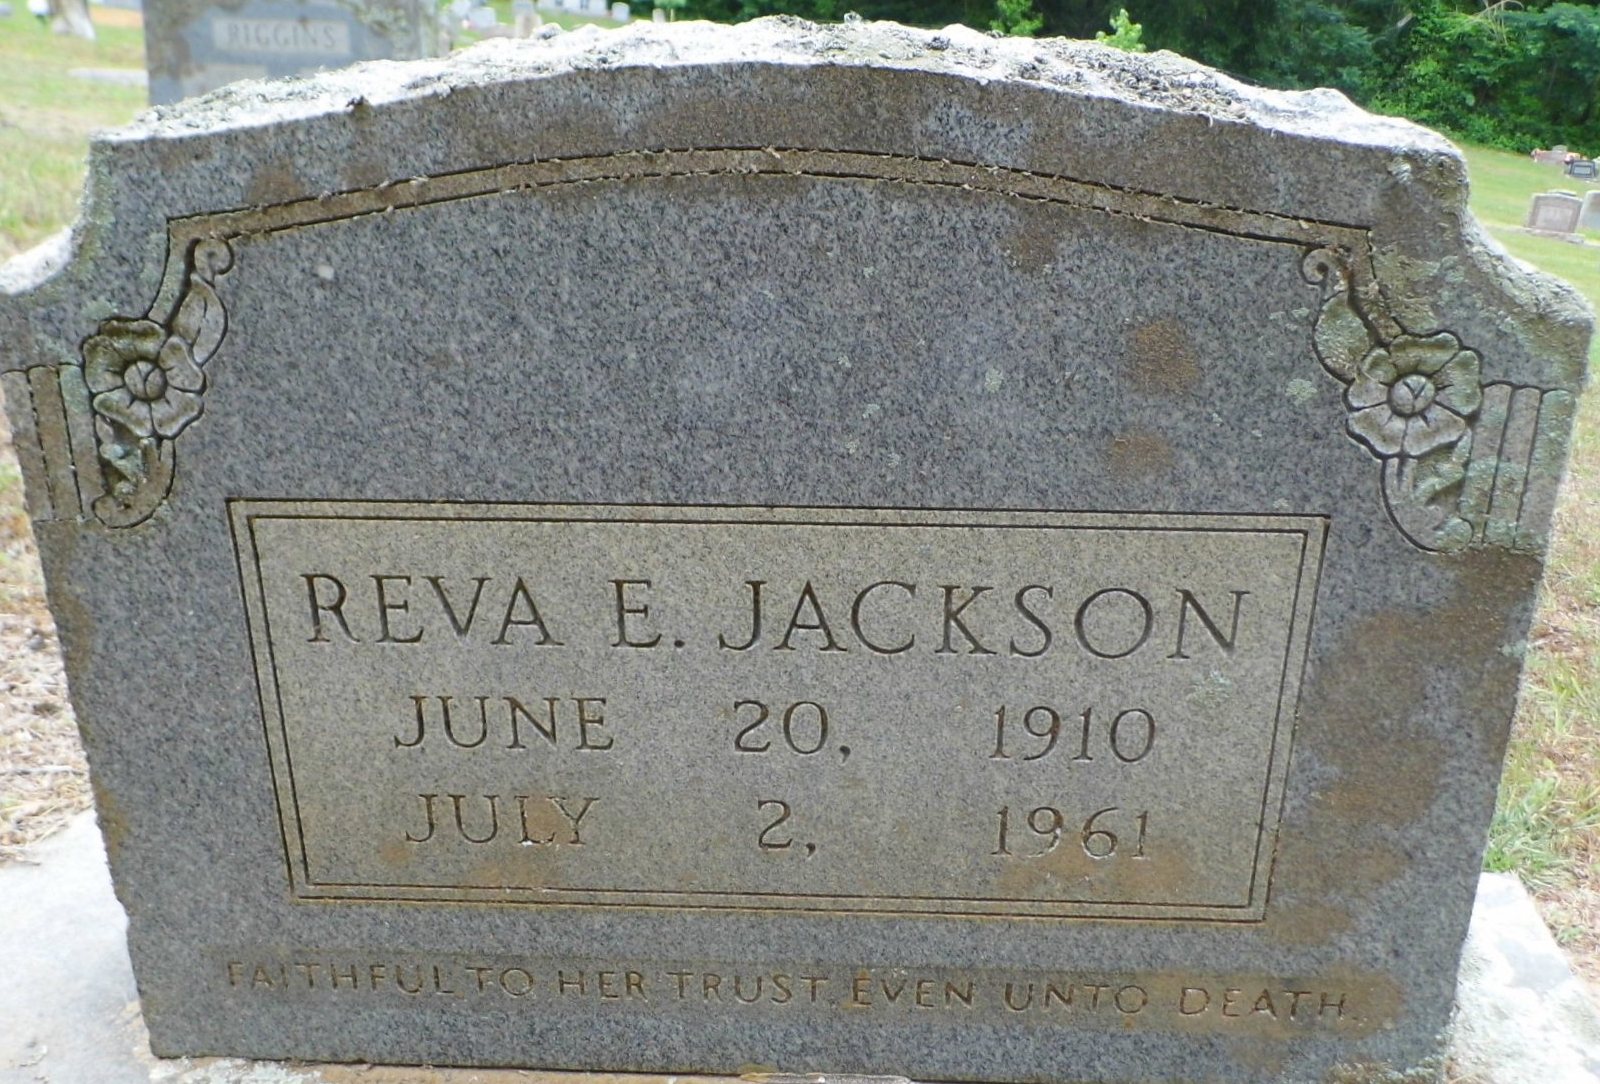 RIGGINS
REVA E. JACKSON
JUNE 20, 1910
JULY 2, 1961
FAITHFUL TO HER TRUST, EVEN UNTO DEATH.